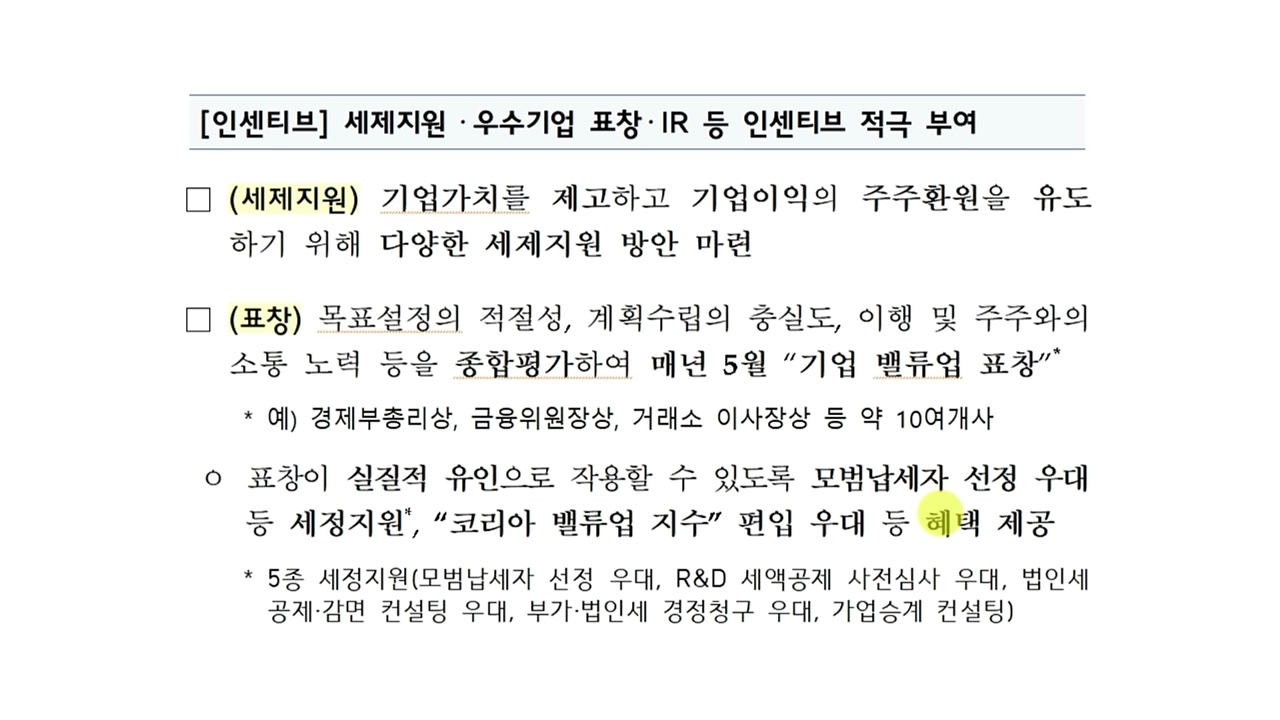 [인센티브] 세제지원 · 우수기업 표창 · IR 등 인센티브 적극 부여
□ (세제지원) 기업가치를 제고하고 기업이익의 주주환원을 유도
하기 위해 다양한 세제지원 방안 마련
□ (표창) 목표설정의 적절성, 계획수립의 충실도, 이행 및 주주와의
소통 노력 등을 종합평가하여 매년 5월 “기업 밸류업 표창”*
* 예) 경제부총리상, 금융위원장상, 거래소 이사장상 등 약 10여개사
ㅇ 표창이 실질적 유인으로 작용할 수 있도록 모범납세자 선정 우대
등 세정지원*, “코리아 밸류업 지수” 편입 우대 등 혜택 제공
* 5종 세정지원(모범납세자 선정 우대, R&D 세액공제 사전심사 우대, 법인세
공제·감면 컨설팅 우대, 부가·법인세 경정청구 우대, 가업승계 컨설팅)